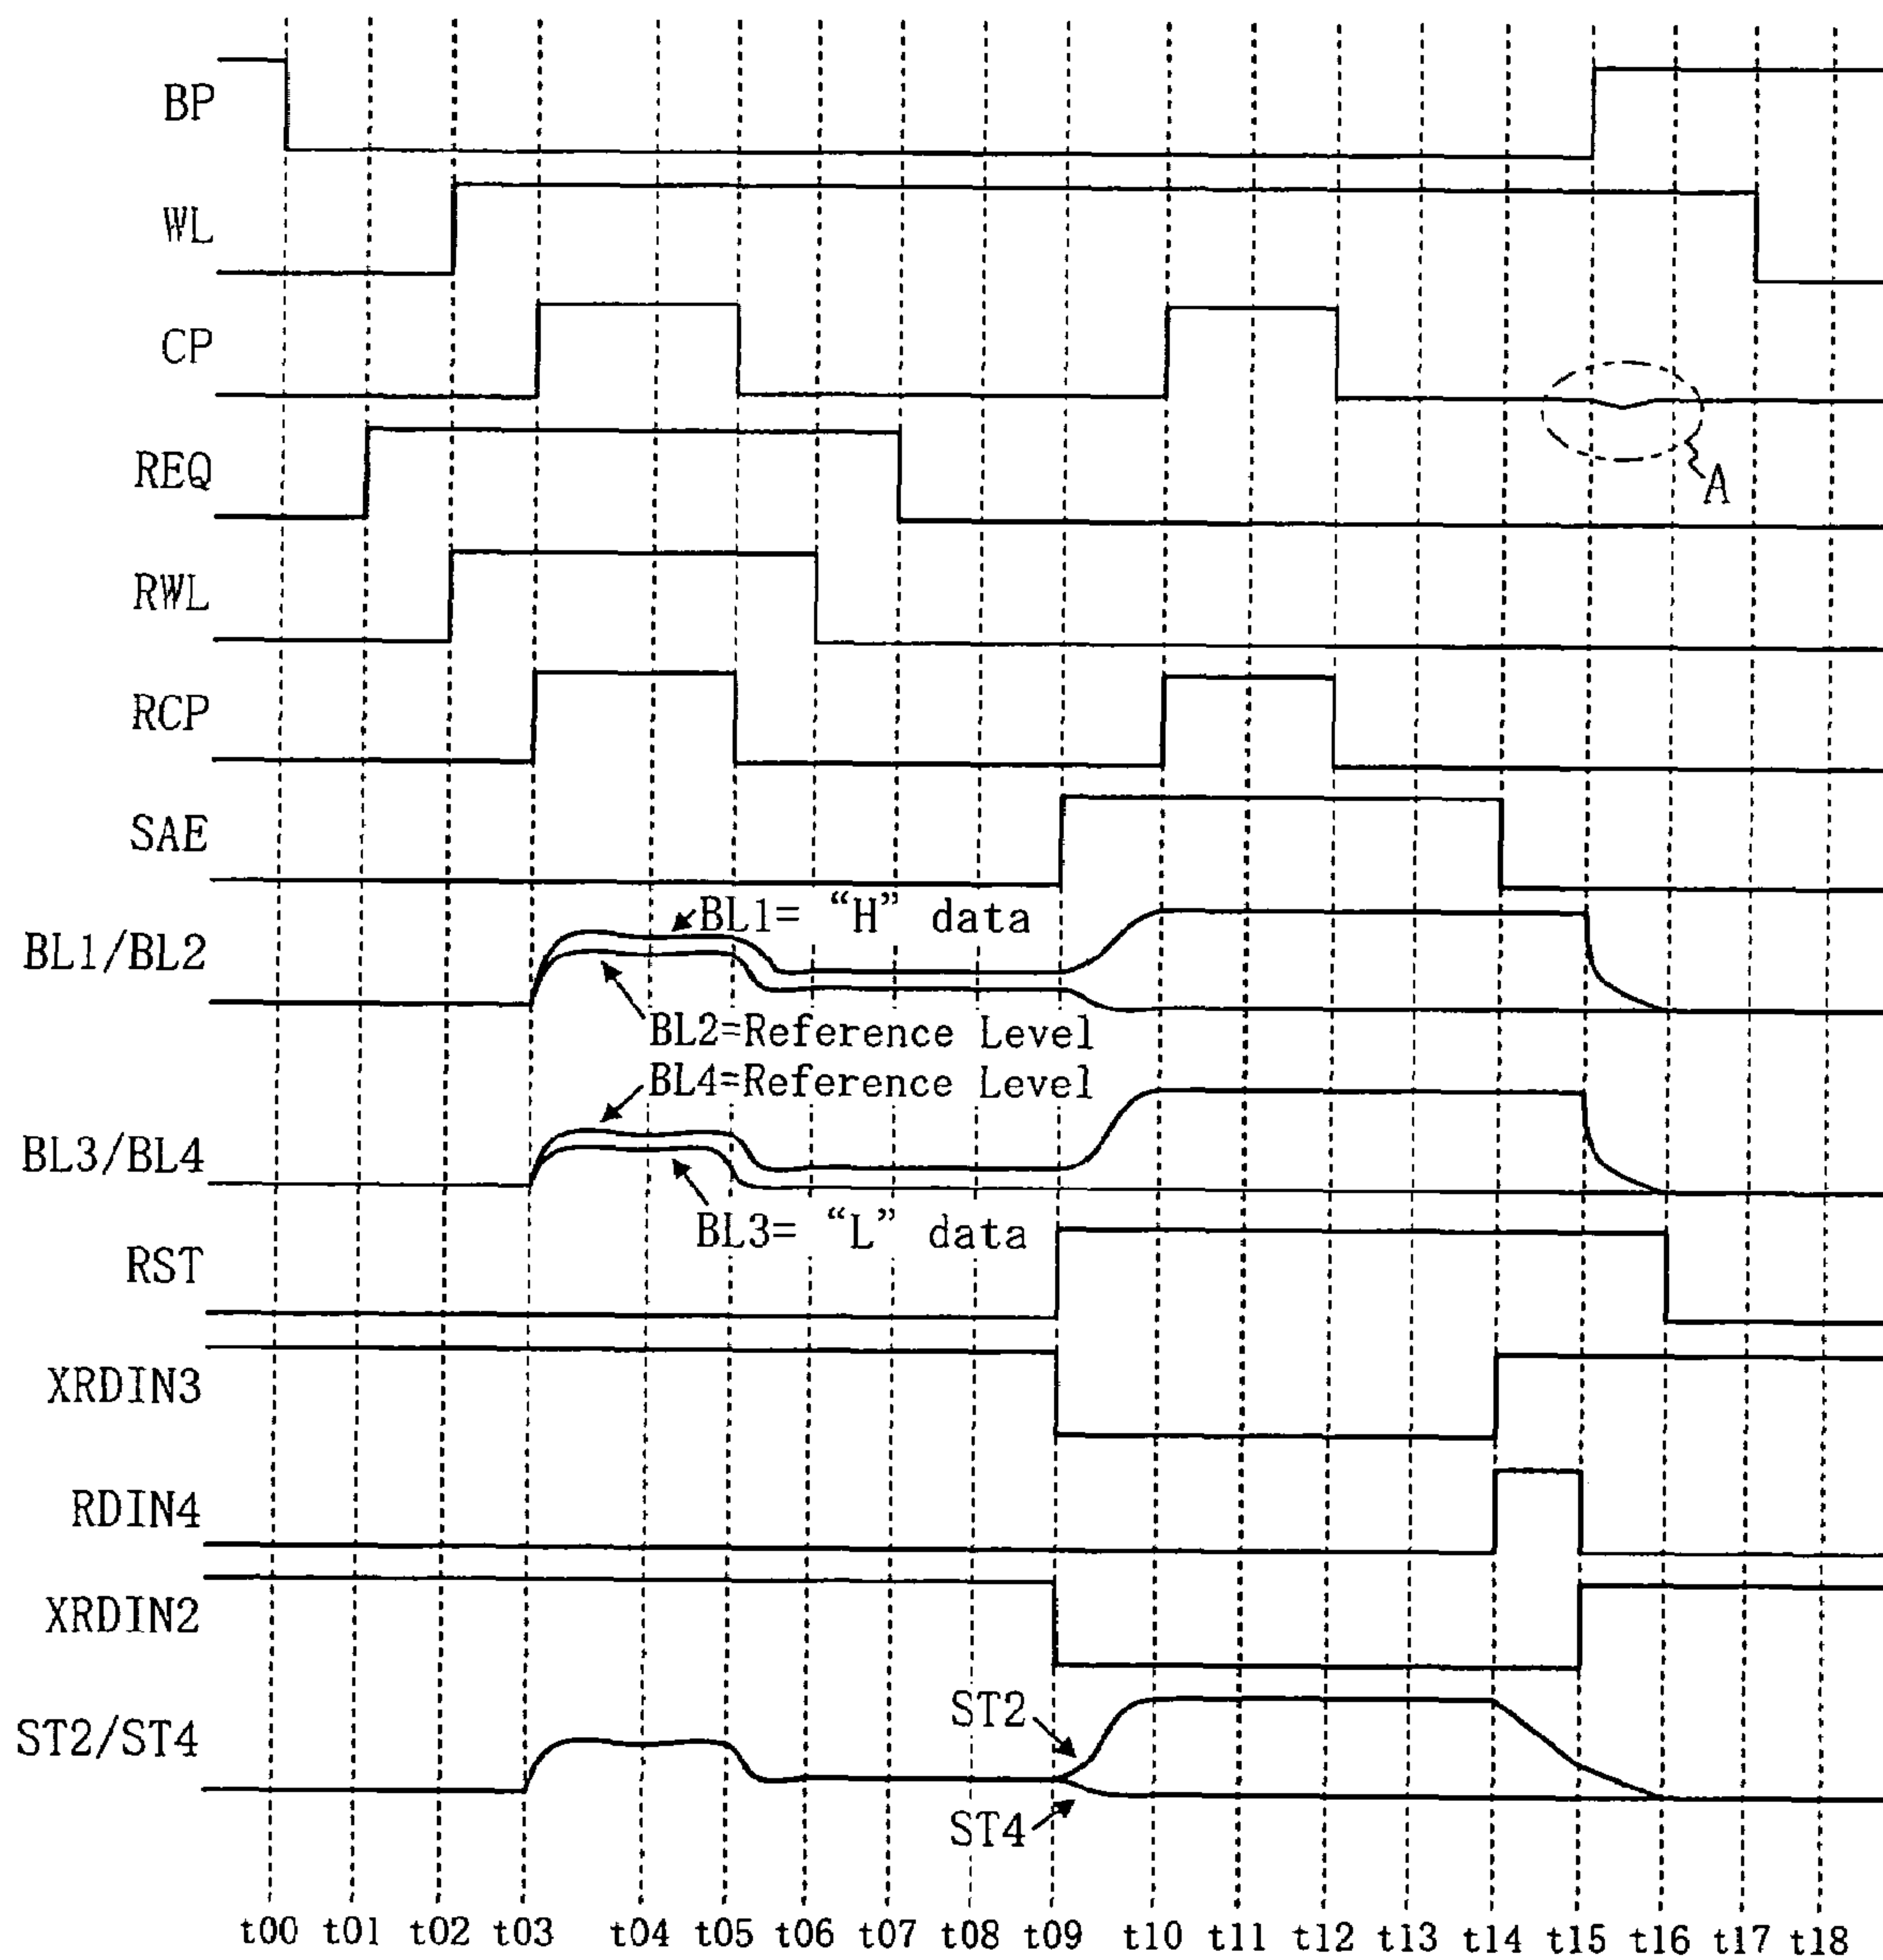 BP
WL
CP
A
REQ
RWL
RCP
SAE
BL1= “H” data
BL1/BL2
BL2=Reference Level
BL4=Reference Level
BL3/BL4
BL3= “L” data
RST
XRDIN3
RDIN4
XRDIN2
ST2
ST2/ST4
ST4
t00 t01 t02 t03 t04 t05 t06 t07 t08 t09 t10 t11 t12 t13 t14 t15 t16 t17 t18